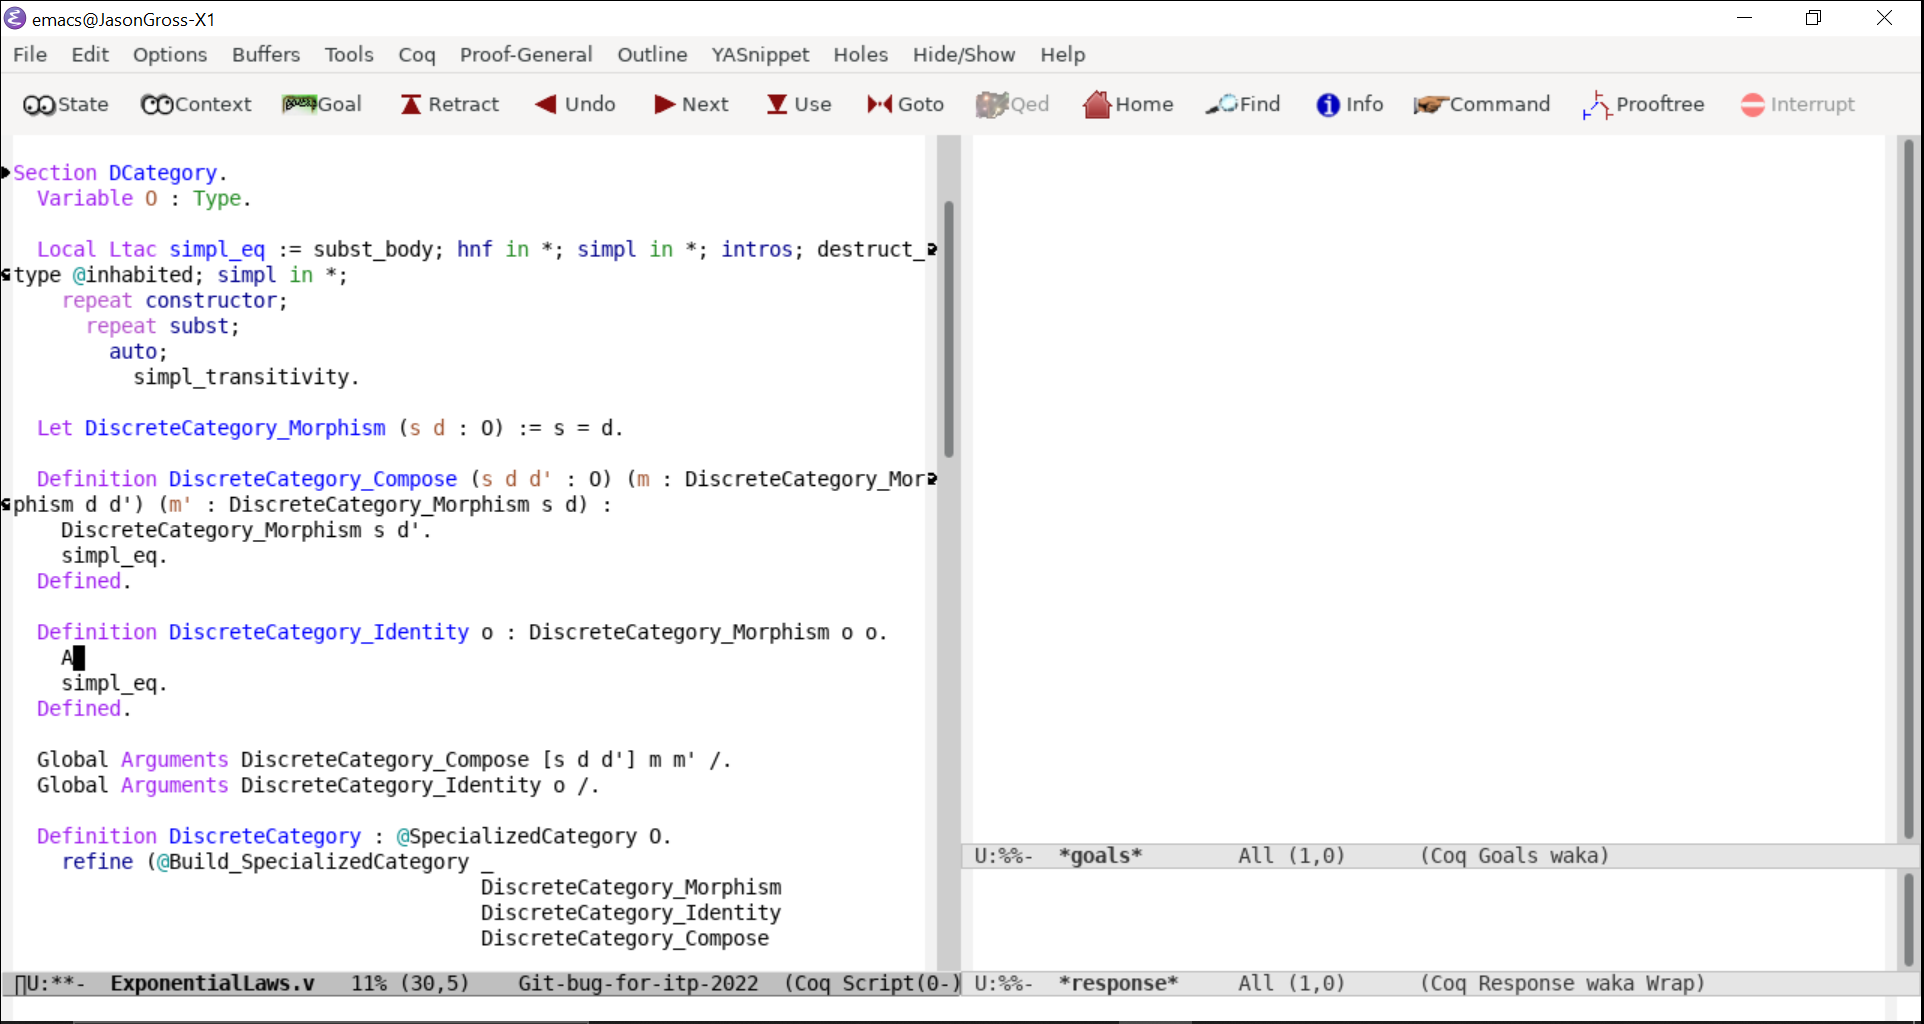 emacs@JasonGross-X1
File Edit Options Buffers Tools Coq Proof-General Outline YASnippet Holes Hide/Show Help
State Context Goal Retract Undo Next Use Goto Qed Home Find Info Command Prooftree Interrupt
Section DCategory.
Variable O : Type.
Local Ltac simpl_eq := subst_body; hnf in *; simpl in *; intros; destruct_
type @inhabited; simpl in *;
repeat constructor;
repeat subst;
auto;
simpl_transitivity.
Let DiscreteCategory_Morphism (s d : O) := s = d.
Definition DiscreteCategory_Compose (s d d' : O) (m : DiscreteCategory_Mor
phism d d') (m' : DiscreteCategory_Morphism s d) :
DiscreteCategory_Morphism s d'.
simpl_eq.
Defined.
Definition DiscreteCategory_Identity o : DiscreteCategory_Morphism o o.
A
simpl_eq.
Defined.
Global Arguments DiscreteCategory_Compose [s d d'] m m' /.
Global Arguments DiscreteCategory_Identity o /.
Definition DiscreteCategory : @SpecializedCategory O.
refine (@Build_SpecializedCategory _
DiscreteCategory_Morphism
DiscreteCategory_Identity
DiscreteCategory_Compose
U:**- ExponentialLaws.v 11% (30,5) Git-bug-for-itp-2022 (Coq Script(0-)
U:%%- *goals* All (1,0) (Coq Goals waka)
U:%%- *response* All (1,0) (Coq Response waka Wrap)